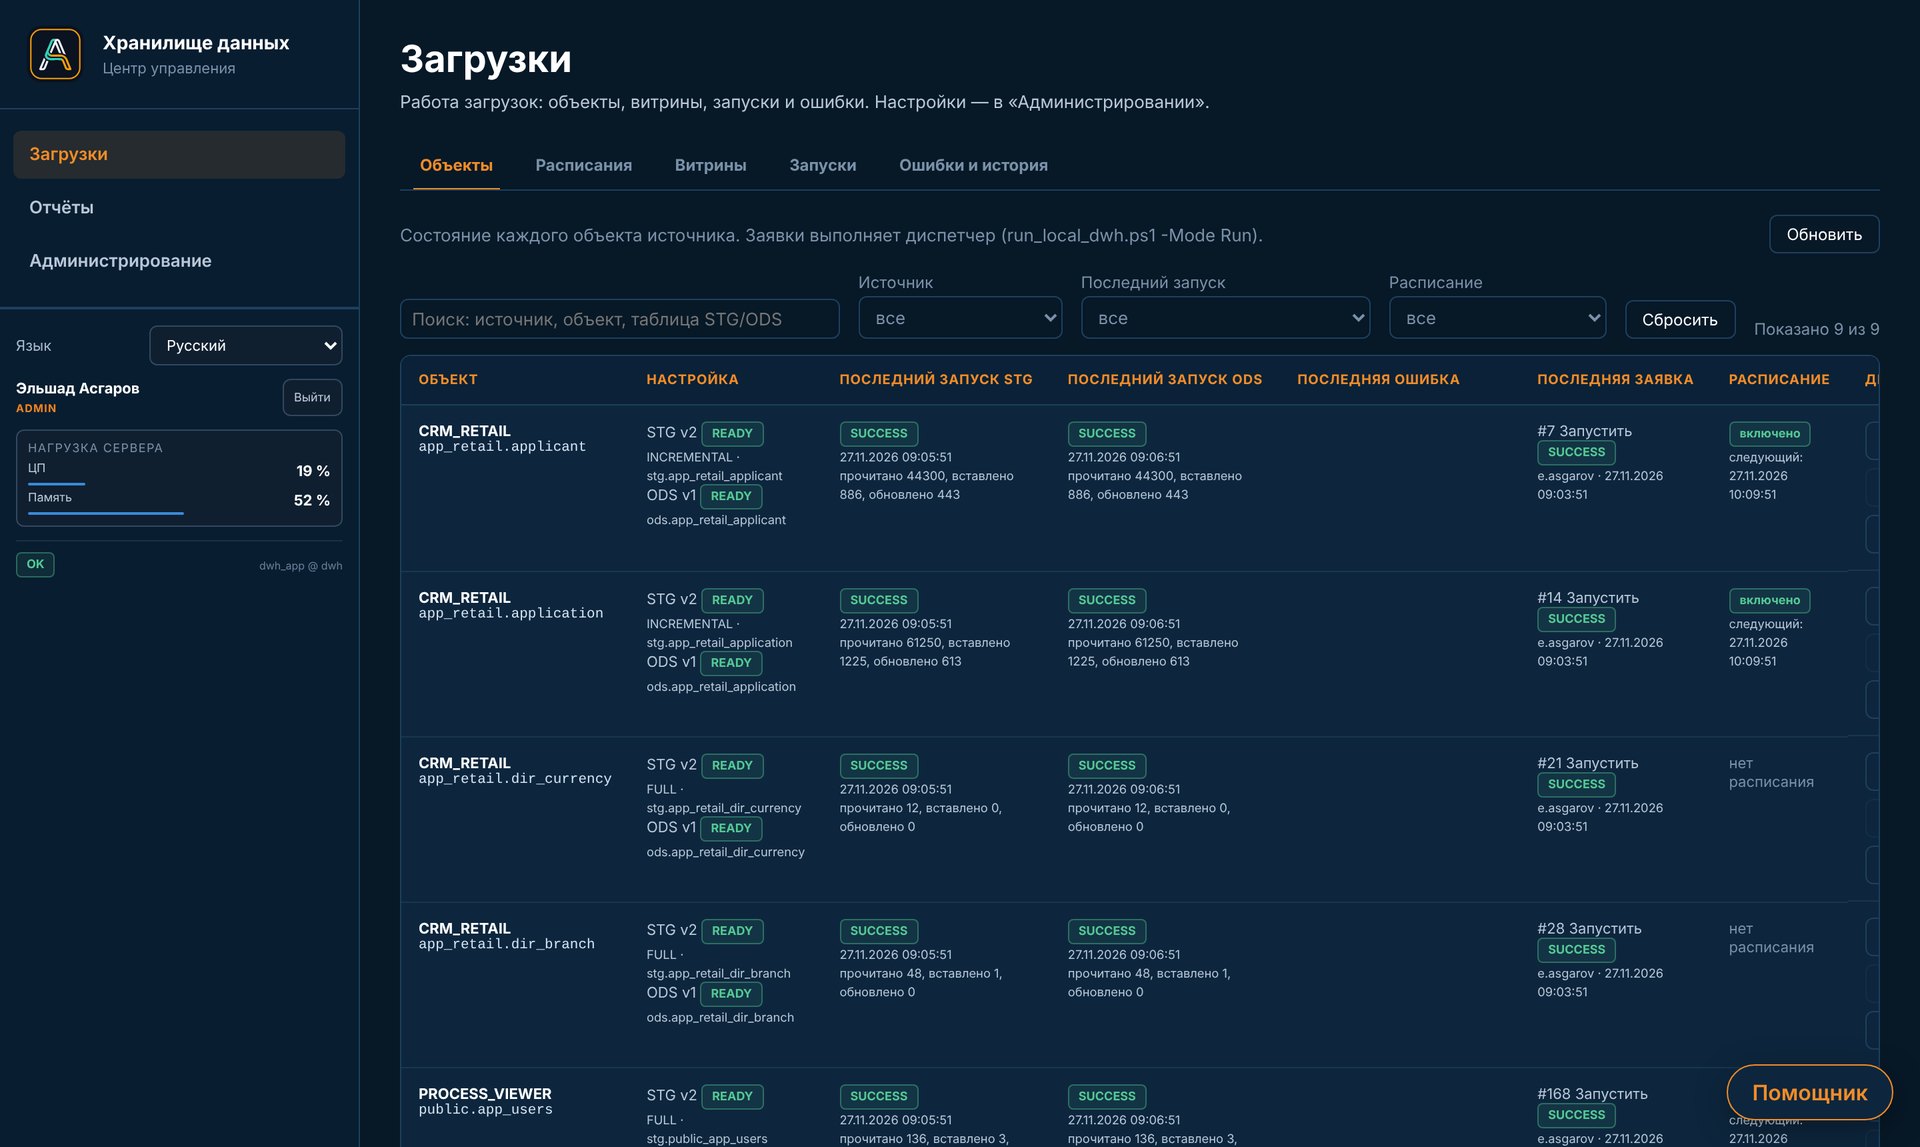 Хранилище данных
Центр управления
Загрузки
Отчёты
Администрирование
Язык
Русский
Эльшад Асгаров
ADMIN
Выйти
НАГРУЗКА СЕРВЕРА
ЦП
19 %
Память
52 %
OK
dwh_app @ dwh
Загрузки
Работа загрузок: объекты, витрины, запуски и ошибки. Настройки — в «Администрировании».
Объекты
Расписания
Витрины
Запуски
Ошибки и история
Состояние каждого объекта источника. Заявки выполняет диспетчер (run_local_dwh.ps1 -Mode Run).
Обновить
Поиск: источник, объект, таблица STG/ODS
Источник
все
Последний запуск
все
Расписание
все
Сбросить
Показано 9 из 9
ОБЪЕКТ
НАСТРОЙКА
ПОСЛЕДНИЙ ЗАПУСК STG
ПОСЛЕДНИЙ ЗАПУСК ODS
ПОСЛЕДНЯЯ ОШИБКА
ПОСЛЕДНЯЯ ЗАЯВКА
РАСПИСАНИЕ
CRM_RETAIL
app_retail.applicant
STG v2 READY
INCREMENTAL ·
stg.app_retail_applicant
ODS v1 READY
ods.app_retail_applicant
SUCCESS
27.11.2026 09:05:51
прочитано 44300, вставлено
886, обновлено 443
SUCCESS
27.11.2026 09:06:51
прочитано 44300, вставлено
886, обновлено 443
#7 Запустить
SUCCESS
e.asgarov · 27.11.2026
09:03:51
включено
следующий:
27.11.2026
10:09:51
CRM_RETAIL
app_retail.application
STG v2 READY
INCREMENTAL ·
stg.app_retail_application
ODS v1 READY
ods.app_retail_application
SUCCESS
27.11.2026 09:05:51
прочитано 61250, вставлено
1225, обновлено 613
SUCCESS
27.11.2026 09:06:51
прочитано 61250, вставлено
1225, обновлено 613
#14 Запустить
SUCCESS
e.asgarov · 27.11.2026
09:03:51
включено
следующий:
27.11.2026
10:09:51
CRM_RETAIL
app_retail.dir_currency
STG v2 READY
FULL ·
stg.app_retail_dir_currency
ODS v1 READY
ods.app_retail_dir_currency
SUCCESS
27.11.2026 09:05:51
прочитано 12, вставлено 0,
обновлено 0
SUCCESS
27.11.2026 09:06:51
прочитано 12, вставлено 0,
обновлено 0
#21 Запустить
SUCCESS
e.asgarov · 27.11.2026
09:03:51
нет
расписания
CRM_RETAIL
app_retail.dir_branch
STG v2 READY
FULL ·
stg.app_retail_dir_branch
ODS v1 READY
ods.app_retail_dir_branch
SUCCESS
27.11.2026 09:05:51
прочитано 48, вставлено 1,
обновлено 0
SUCCESS
27.11.2026 09:06:51
прочитано 48, вставлено 1,
обновлено 0
#28 Запустить
SUCCESS
e.asgarov · 27.11.2026
09:03:51
нет
расписания
PROCESS_VIEWER
public.app_users
STG v2 READY
FULL ·
stg.public_app_users
SUCCESS
27.11.2026 09:05:51
прочитано 136, вставлено 3,
SUCCESS
27.11.2026 09:06:51
прочитано 136, вставлено 3,
#168 Запустить
SUCCESS
e.asgarov · 27.11.2026
следующий:
27.11.2026
Помощник